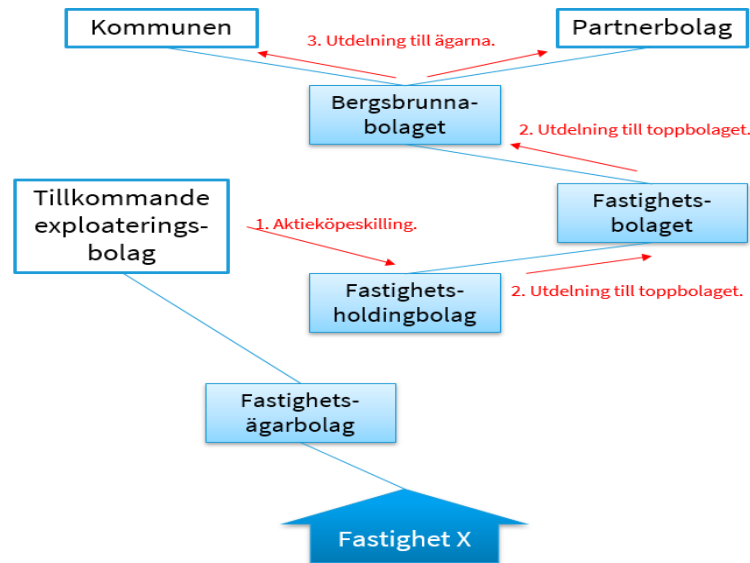 Kommunen
Partnerbolag
3. Utdelning till ägarna.
Bergsbrunna-
bolaget
2. Utdelning till toppbolaget.
Tillkommande
exploaterings-
bolag
Fastighets-
bolaget
1. Aktieköpeskilling.
Fastighets-
holdingbolag
2. Utdelning till toppbolaget.
Fastighets-
ägarbolag
Fastighet X